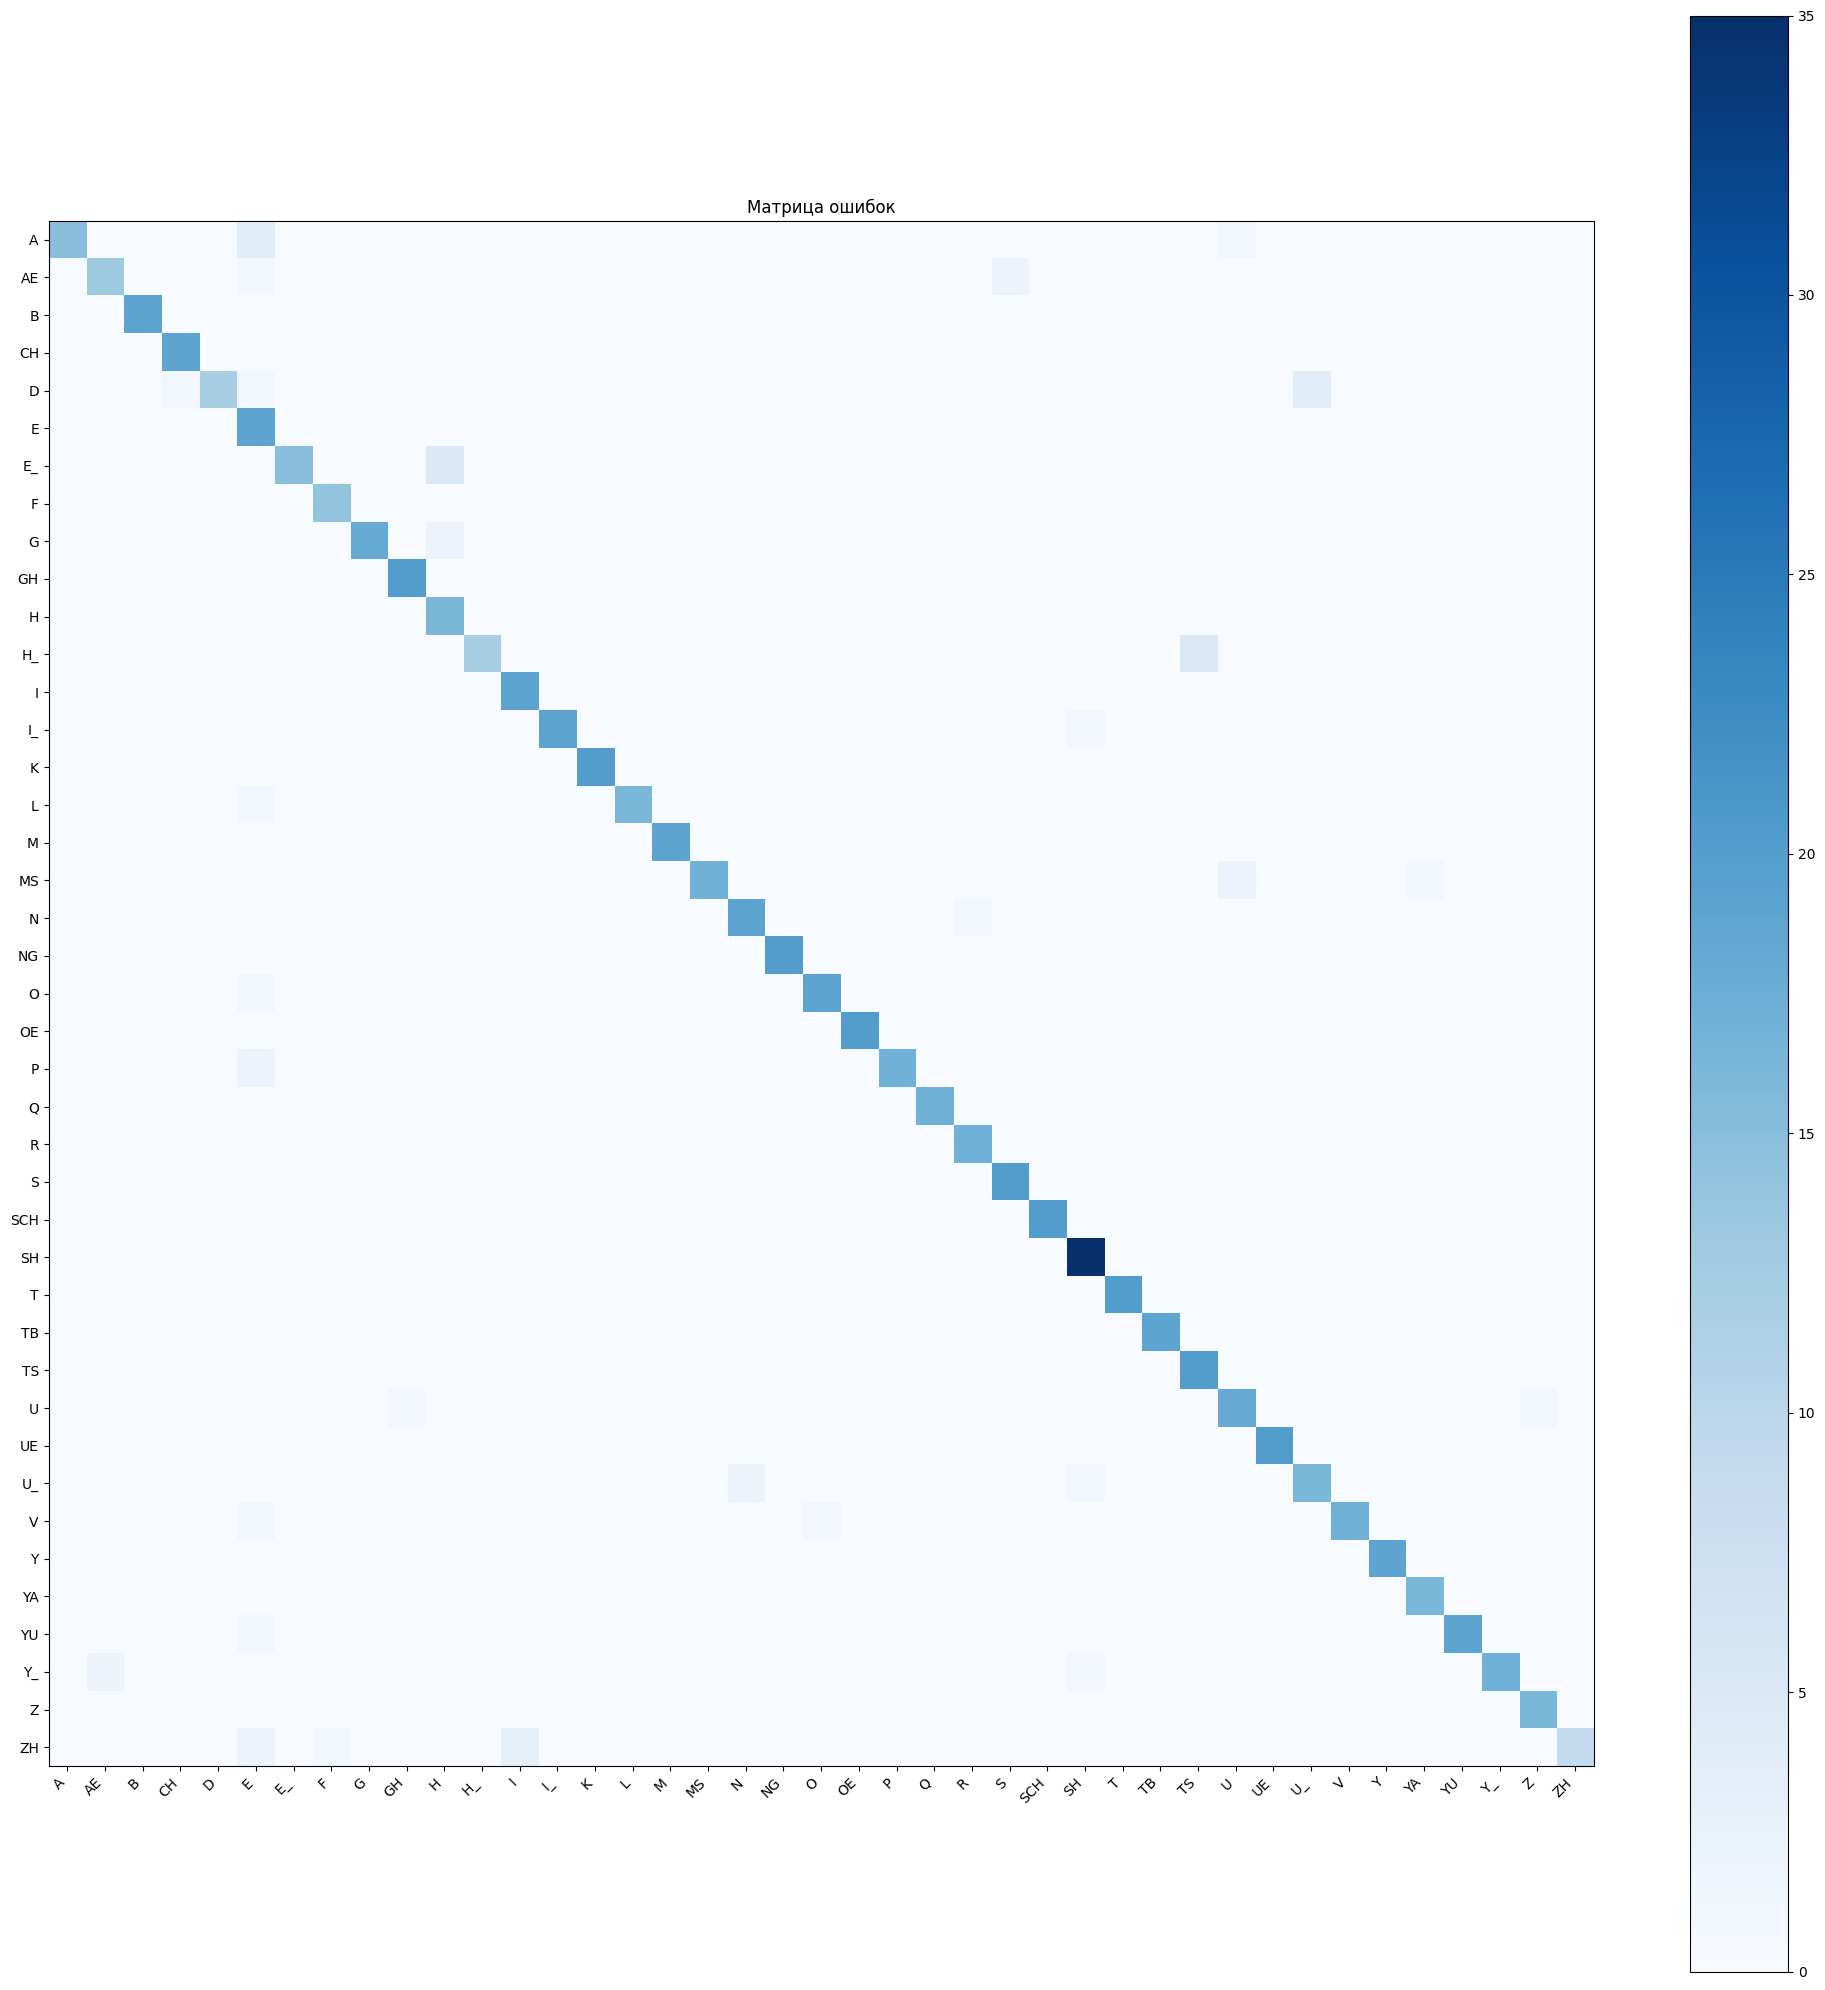 Матрица ошибок
A
AE
B
CH
D
E
E_
F
G
GH
H
H_
I
I_
K
L
M
MS
N
NG
O
OE
P
Q
R
S
SCH
SH
T
TB
TS
U
UE
U_
V
Y
YA
YU
Y_
Z
ZH
A AE B CH D E E_ F G GH H H_ I I_ K L M MS N NG O OE P Q R S SCH SH T TB TS U UE U_ V Y YA YU Y_ Z ZH
35
30
25
20
15
10
5
0